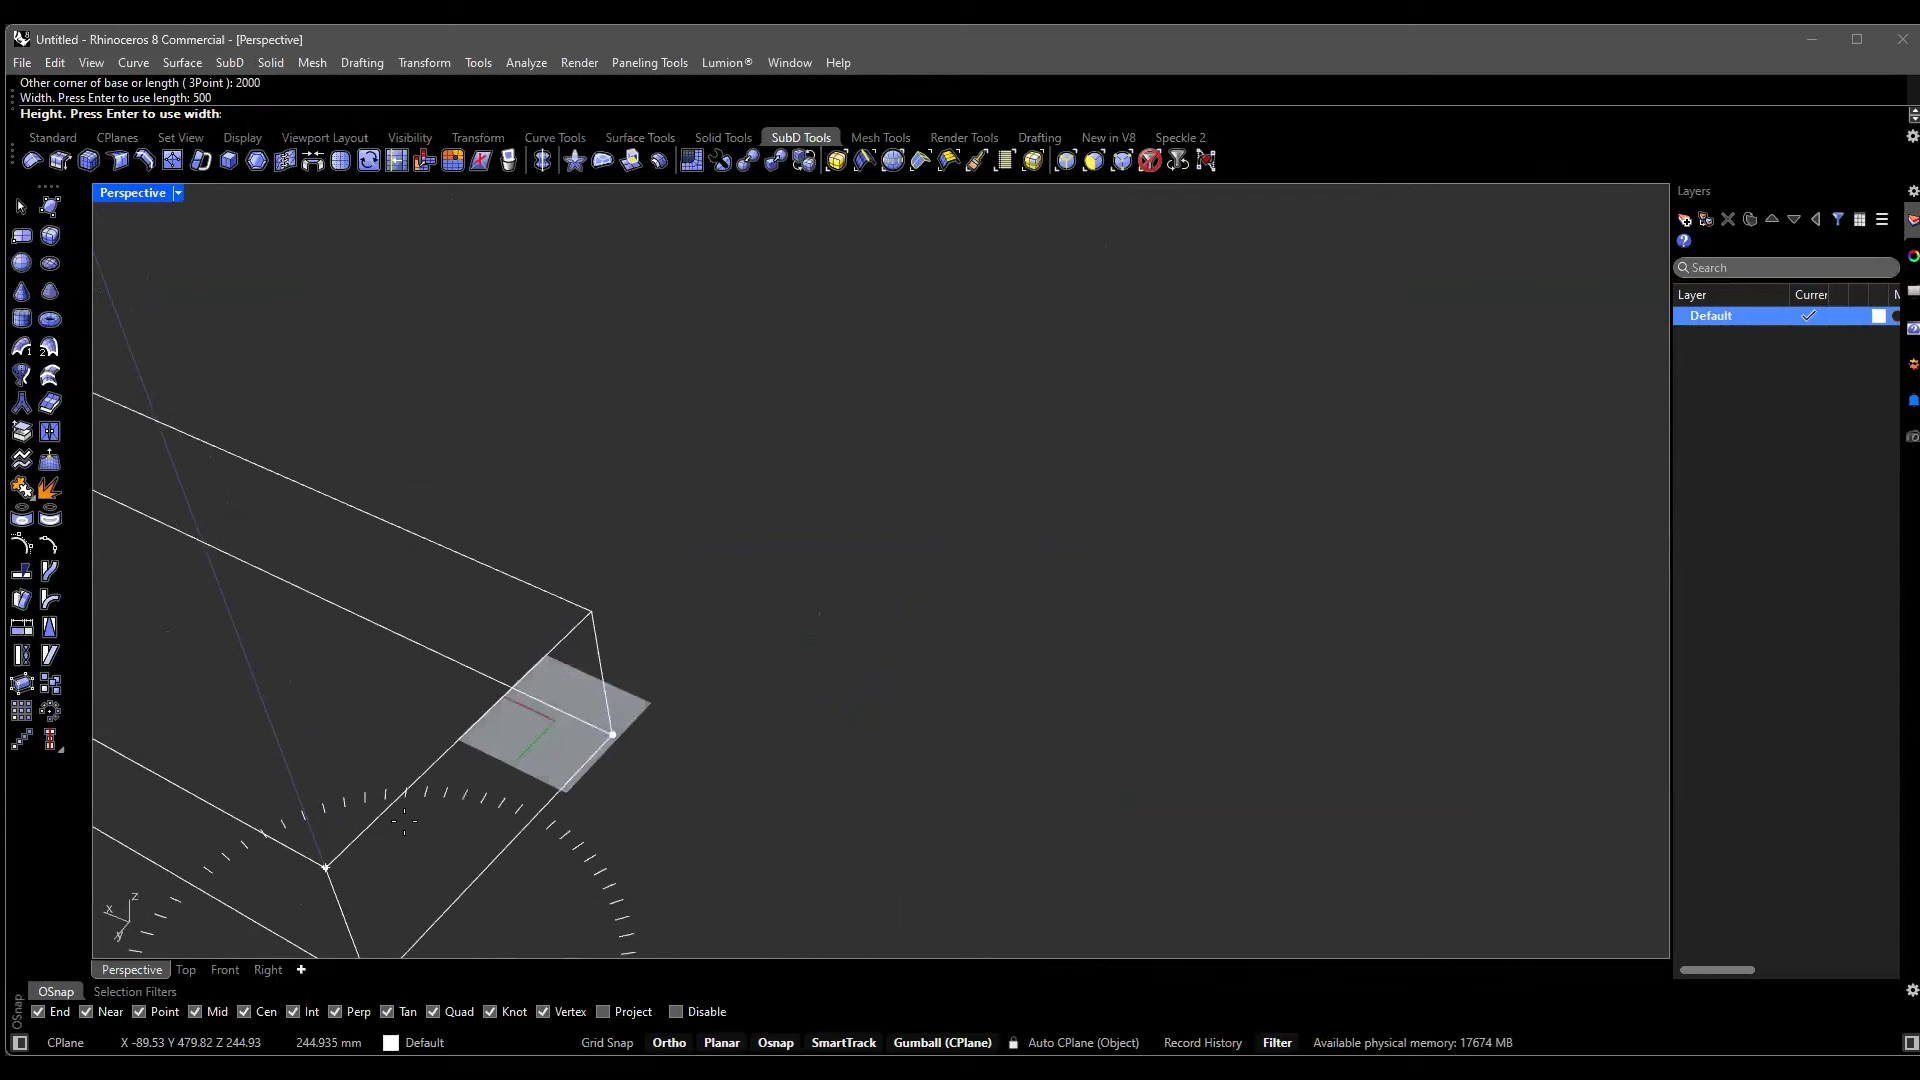 Untitled - Rhinoceros 8 Commercial - [Perspective]
File Edit View Curve Surface SubD Solid Mesh Drafting Transform Tools Analyze Render Paneling Tools Lumion® Window Help
Other corner of base or length ( 3Point ): 2000
Width. Press Enter to use length: 500
Height. Press Enter to use width:
Standard CPlanes Set View Display Viewport Layout Visibility Transform Curve Tools Surface Tools Solid Tools SubD Tools Mesh Tools Render Tools Drafting New in V8 Speckle 2
Perspective
Layers
Search
Layer Currer
Default
1 2
z
x
y
Perspective Top Front Right
OSnap Selection Filters
OSnap
End Near Point Mid Cen Int Perp Tan Quad Knot Vertex Project Disable
CPlane X -89.53 Y 479.82 Z 244.93 244.935 mm Default Grid Snap Ortho Planar Osnap SmartTrack Gumball (CPlane) Auto CPlane (Object) Record History Filter Available physical memory: 17674 MB